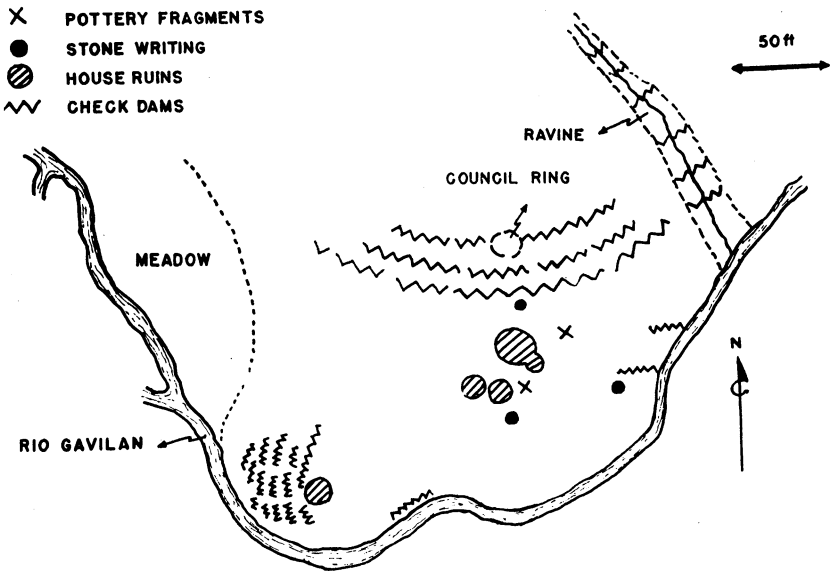 POTTERY FRAGMENTS
STONE WRITING
HOUSE RUINS
CHECK DAMS
50 ft
RAVINE
COUNCIL RING
MEADOW
N
RIO GAVILAN